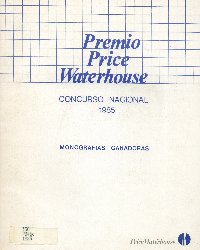 Premio
Price
Waterhouse
CONCURSO NACIONAL
1985
MONOGRAFIAS GANADORAS
Price Waterhouse